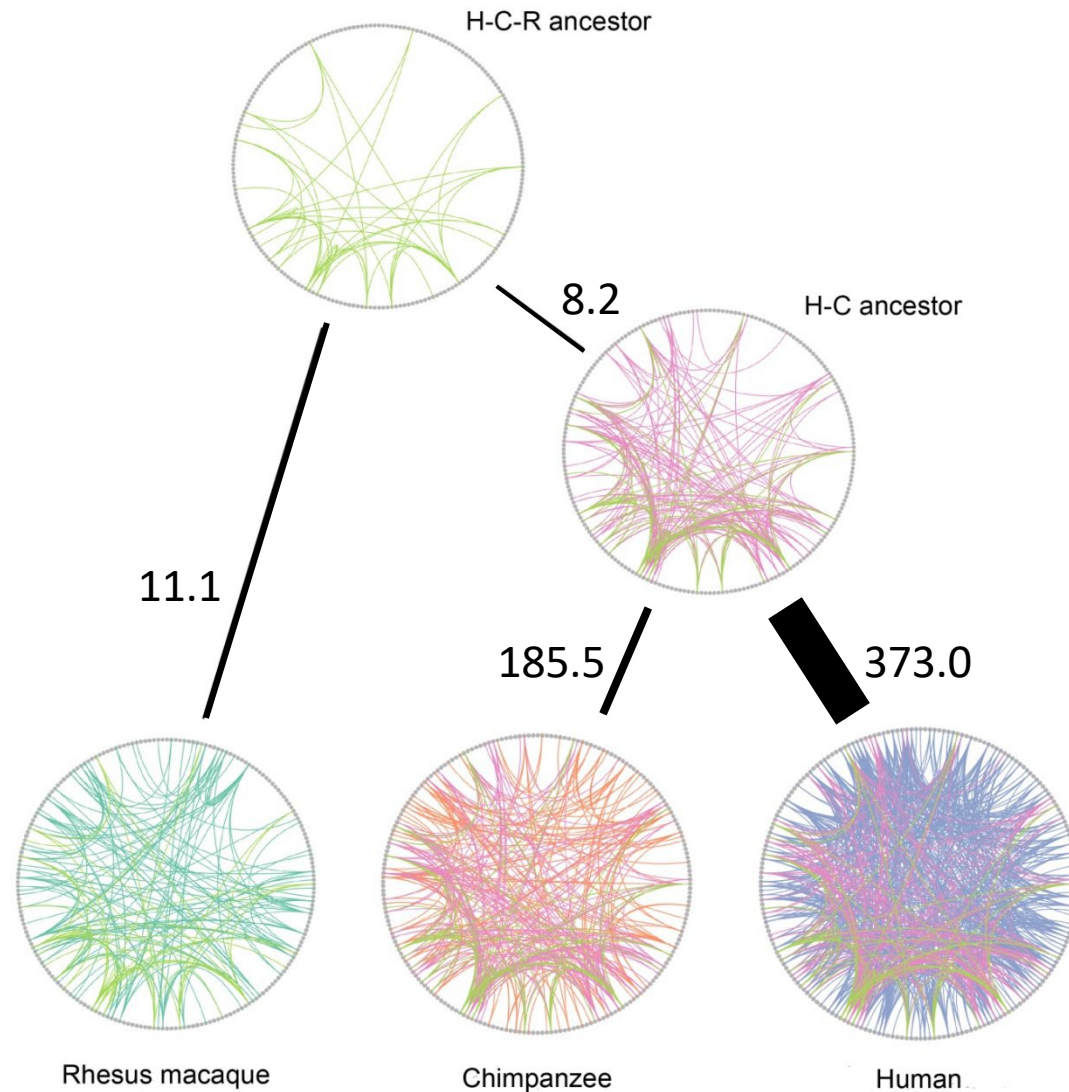 H-C-R ancestor
8.2
H-C ancestor
11.1
185.5
373.0
Rhesus macaque
Chimpanzee
Human